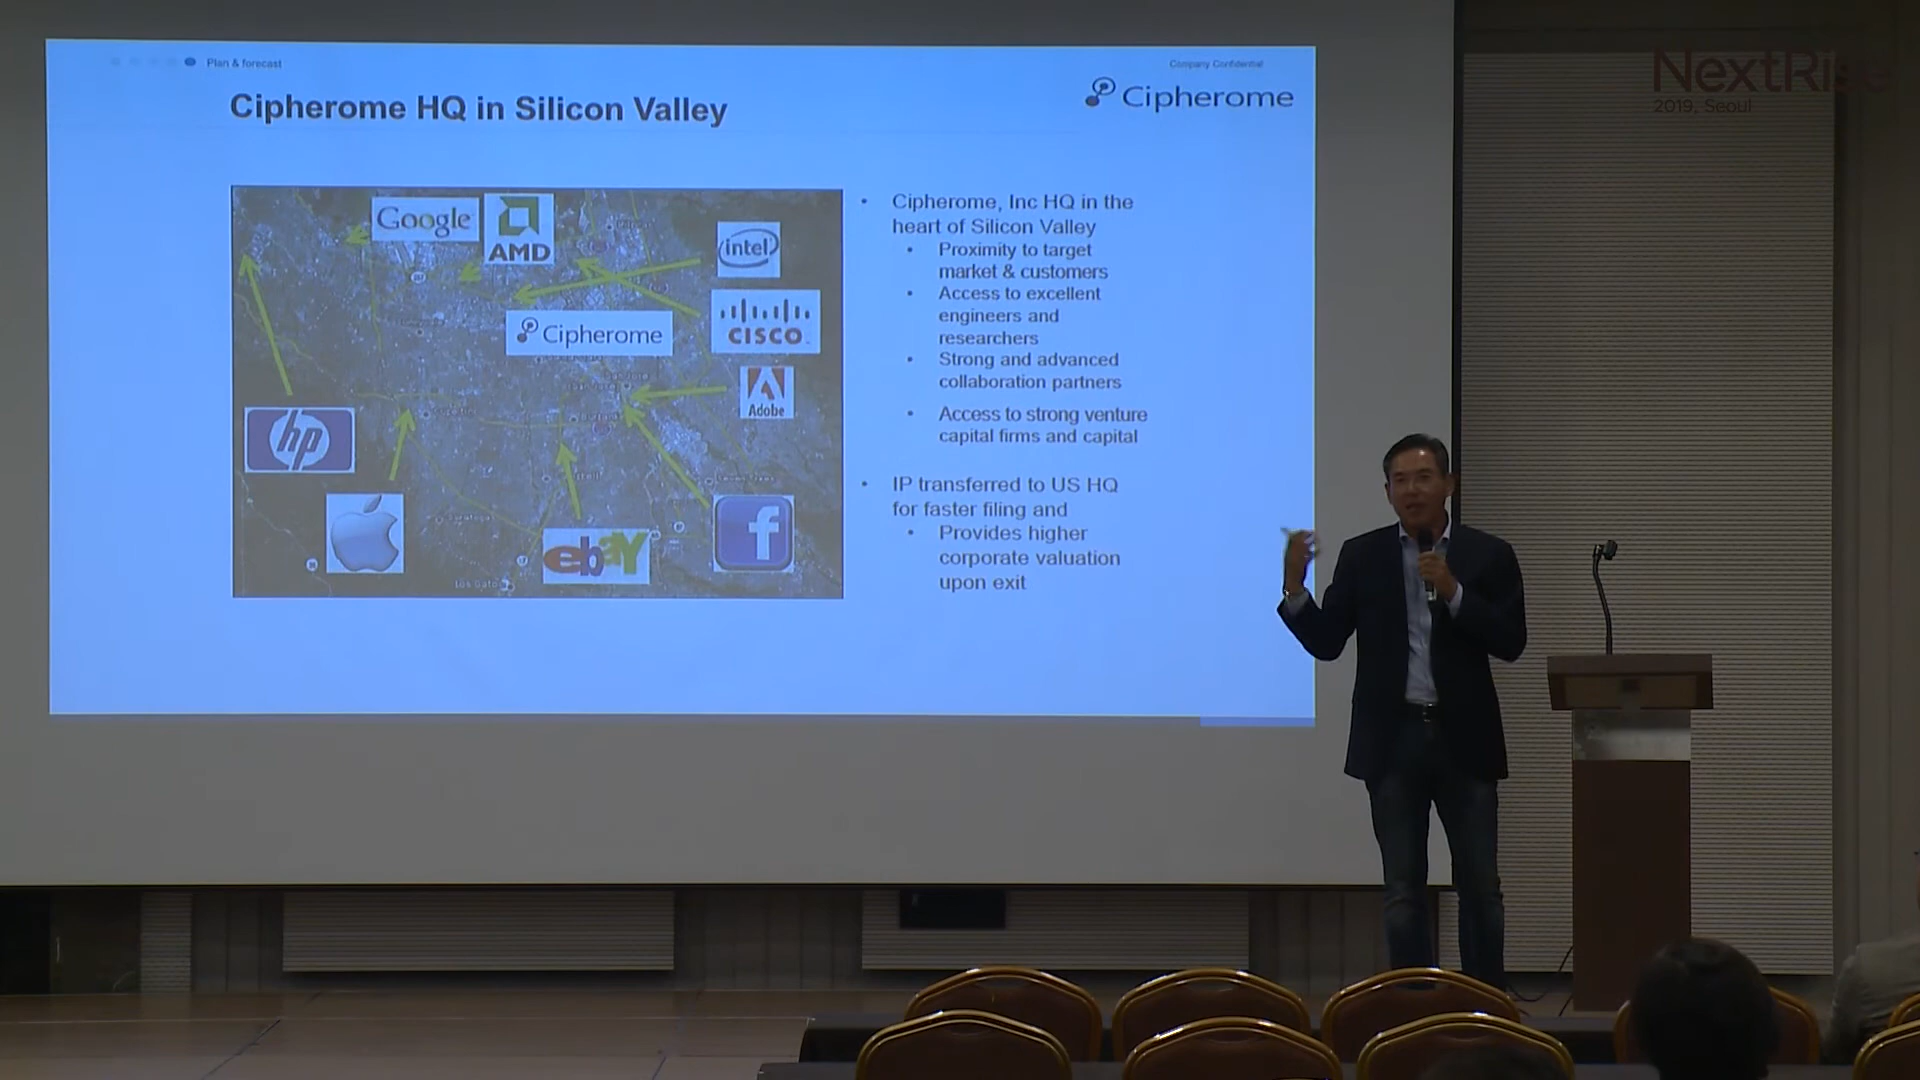 Plan & forecast
Company Confidential
Cipherome HQ in Silicon Valley
Cipherome
NextRise
2019, Seoul
Google
AMD
intel
CISCO
Cipherome
Adobe
hp
ebay
f
Cipherome, Inc HQ in the
heart of Silicon Valley
Proximity to target
market & customers
Access to excellent
engineers and
researchers
Strong and advanced
collaboration partners
Access to strong venture
capital firms and capital
IP transferred to US HQ
for faster filing and
Provides higher
corporate valuation
upon exit